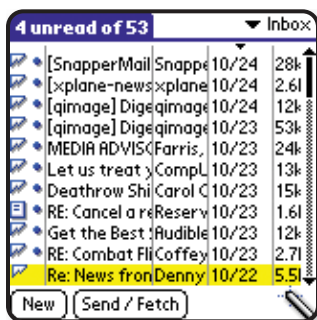 4 unread of 53 Inbox
[SnapperMail Snappe 10/24 28k
[xplane-news xplane 10/24 2.6k
[qimage] Dige qimage 10/24 12k
[qimage] Dige qimage 10/23 53k
MEDIA ADVISO Farris, 10/23 24k
Let us treat y CompL 10/23 13k
Deathrow Shi Carol C 10/23 15k
RE: Cancel a re Reserv 10/23 1.6k
Get the Best Audible 10/23 12k
RE: Combat Fli Coffey 10/23 2.7k
Re: News from Denny 10/22 5.5k
New Send / Fetch